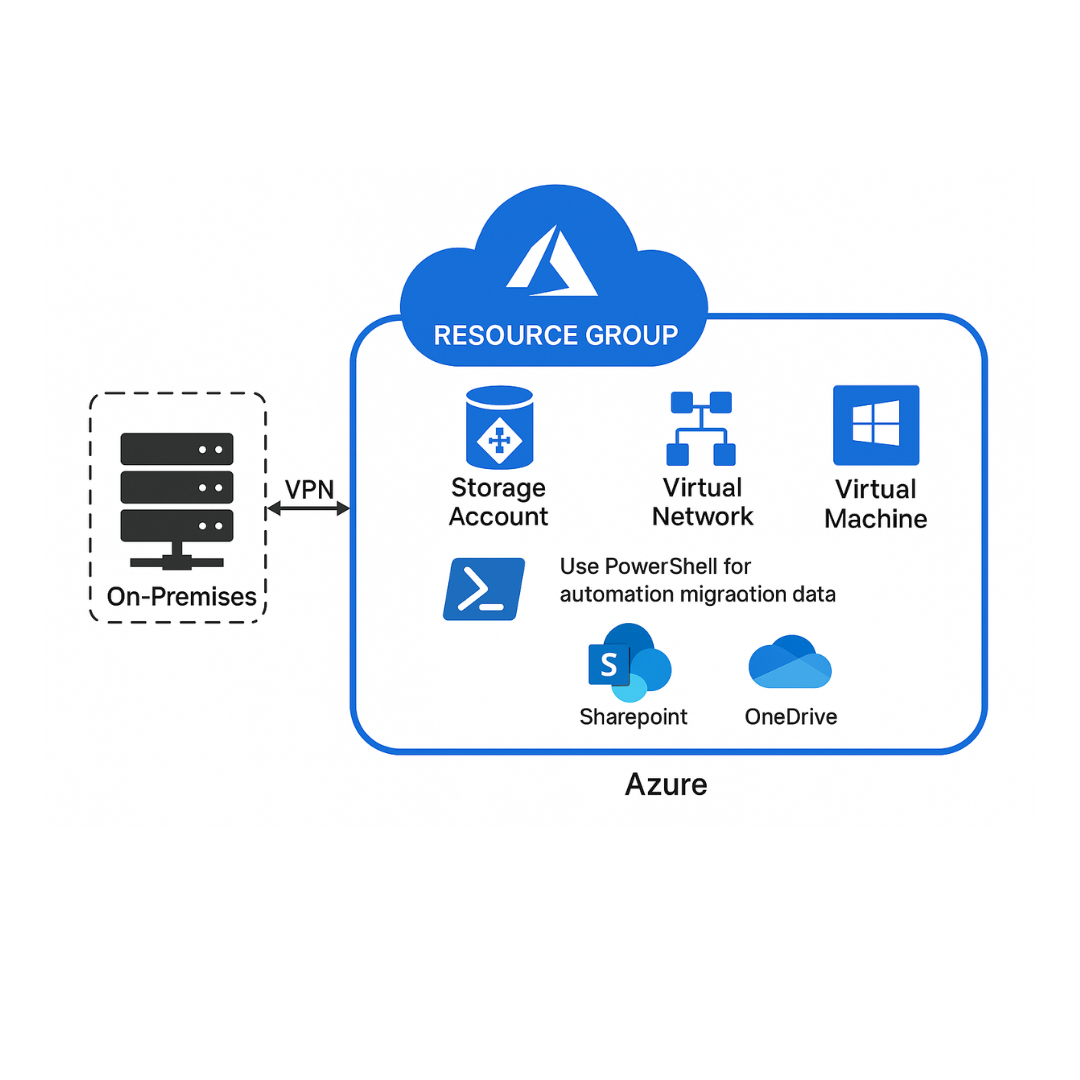 RESOURCE GROUP
Storage
Account
Virtual
Network
Virtual
Machine
VPN
On-Premises
Use PowerShell for
automation migraotion data
S
Sharepoint
OneDrive
Azure